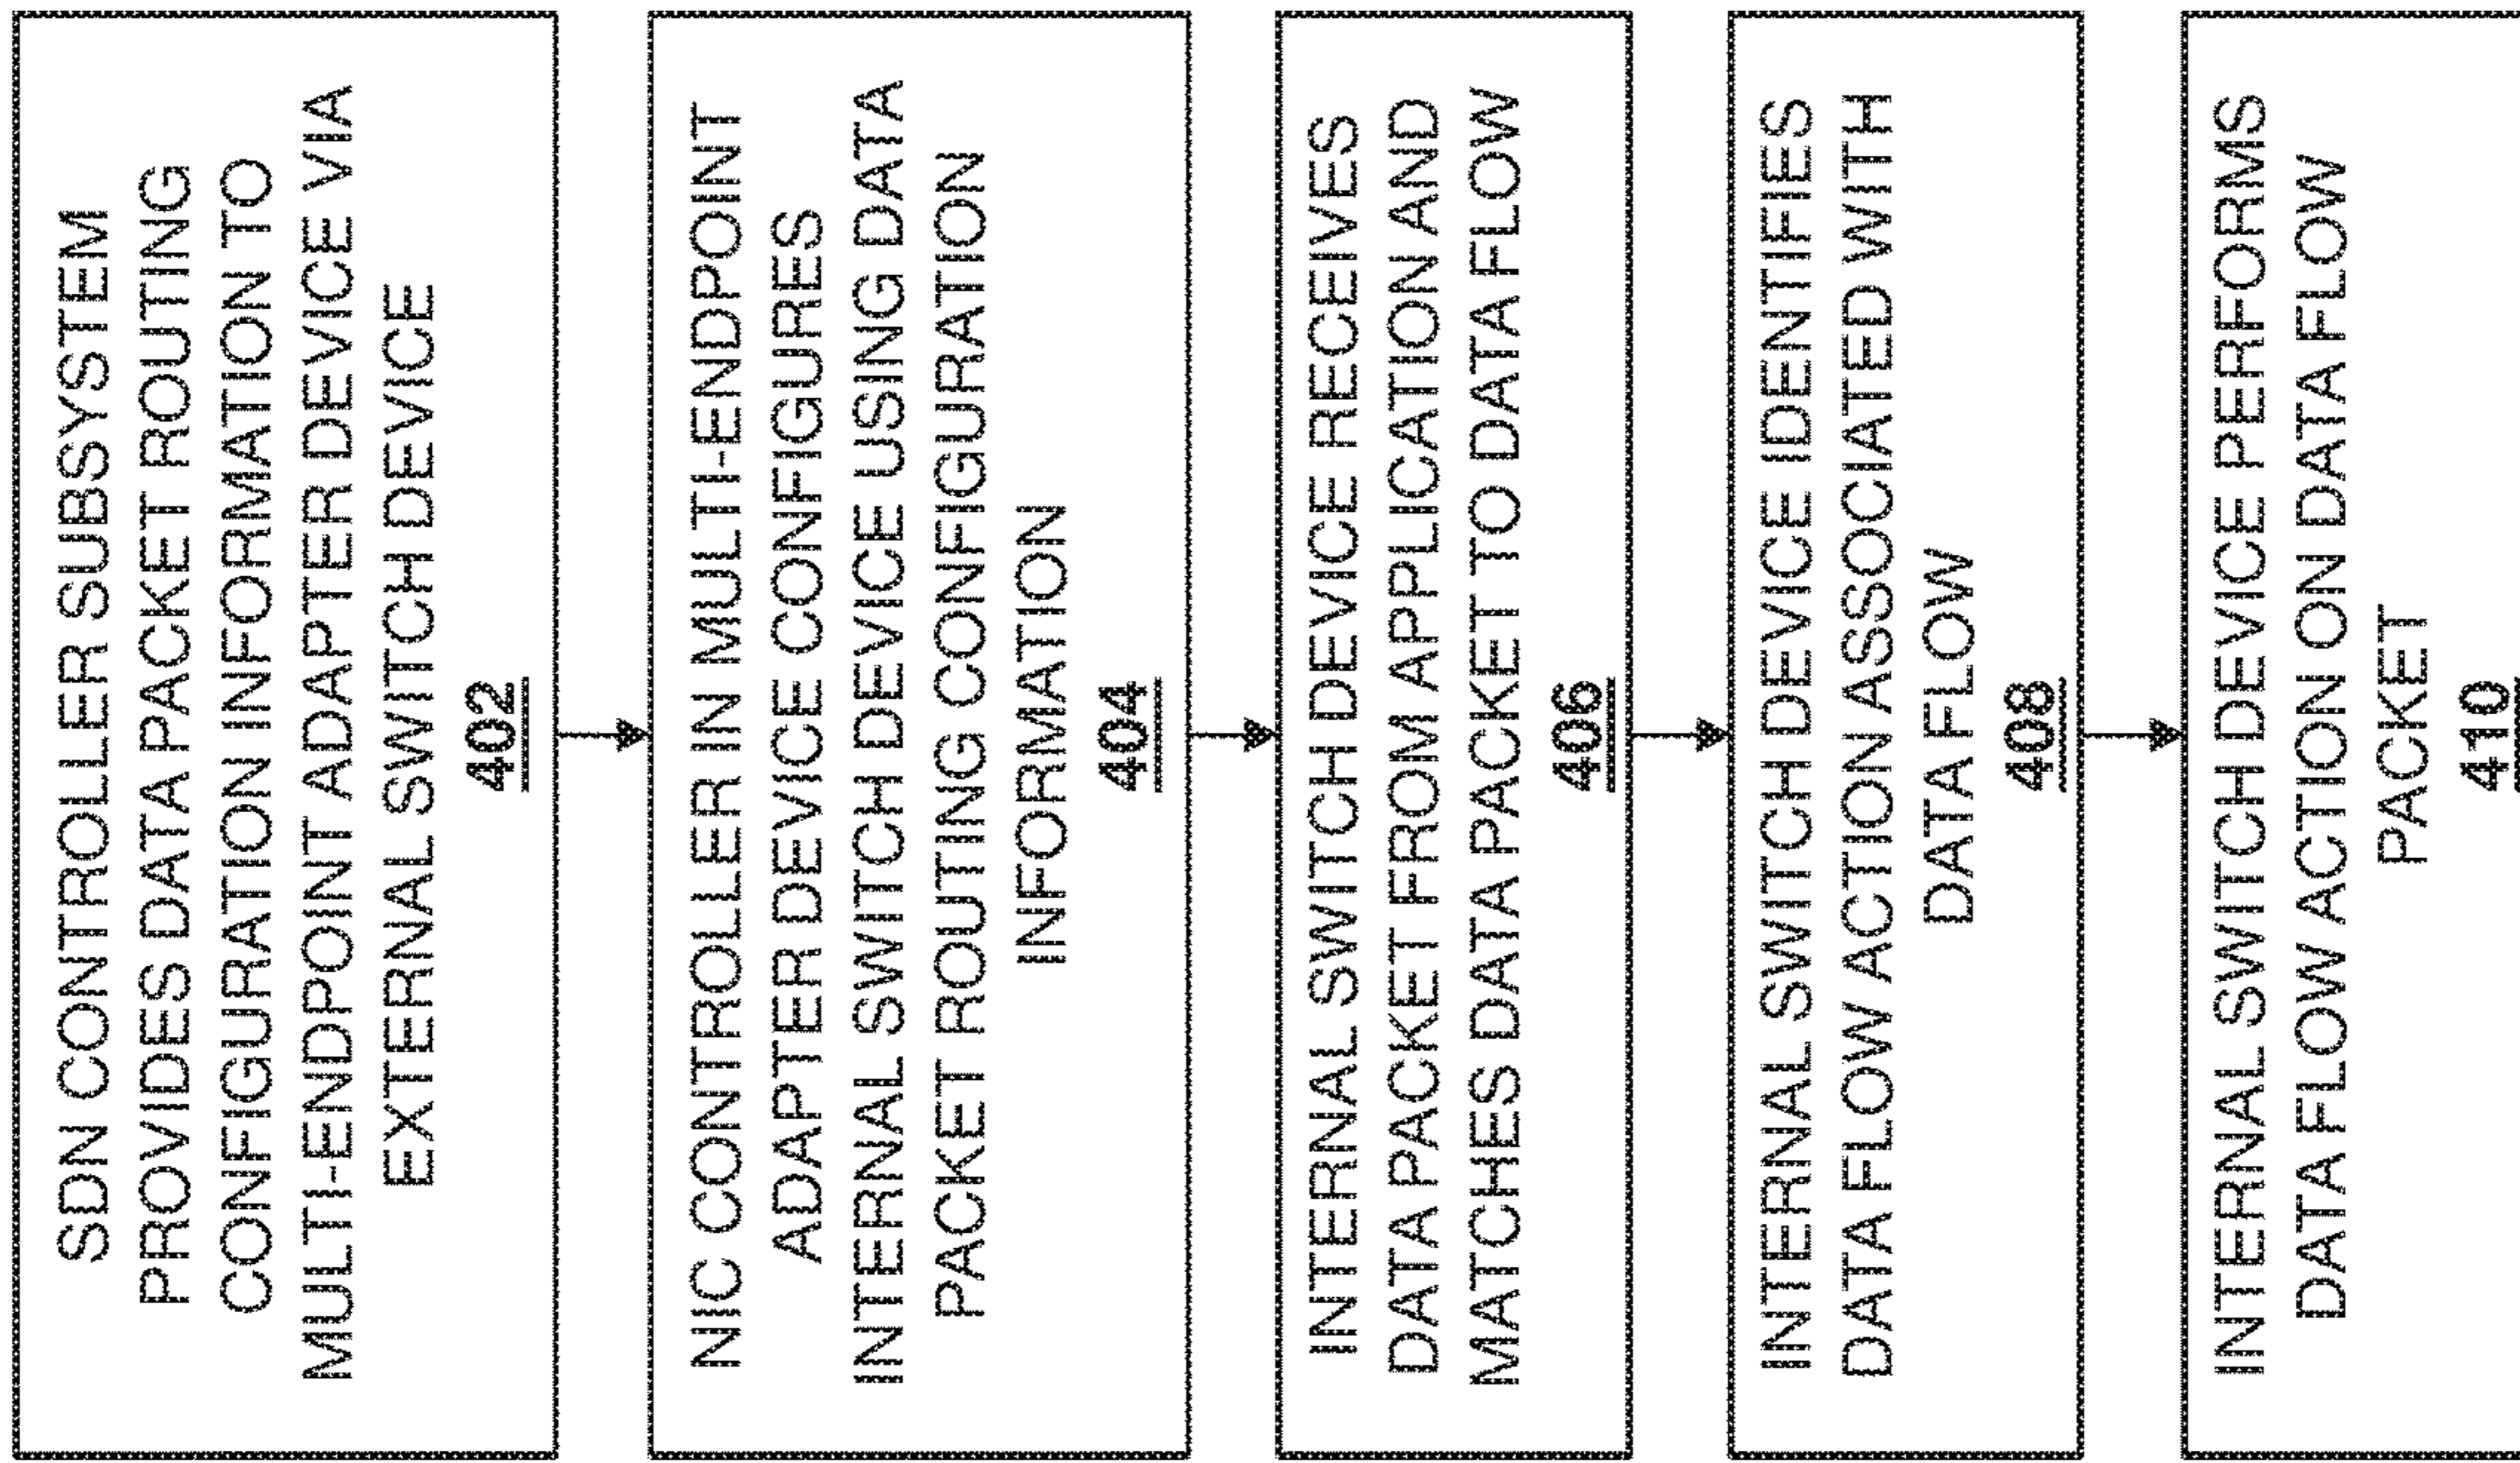 SDN CONTROLLER SUBSYSTEM
PROVIDES DATA PACKET ROUTING
CONFIGURATION INFORMATION TO
MULTI-ENDPOINT ADAPTER DEVICE VIA
EXTERNAL SWITCH DEVICE
402
NIC CONTROLLER IN MULTI-ENDPOINT
ADAPTER DEVICE CONFIGURES
INTERNAL SWITCH DEVICE USING DATA
PACKET ROUTING CONFIGURATION
INFORMATION
404
INTERNAL SWITCH DEVICE RECEIVES
DATA PACKET FROM APPLICATION AND
MATCHES DATA PACKET TO DATA FLOW
406
INTERNAL SWITCH DEVICE IDENTIFIES
DATA FLOW ACTION ASSOCIATED WITH
DATA FLOW
408
INTERNAL SWITCH DEVICE PERFORMS
DATA FLOW ACTION ON DATA FLOW
PACKET
410